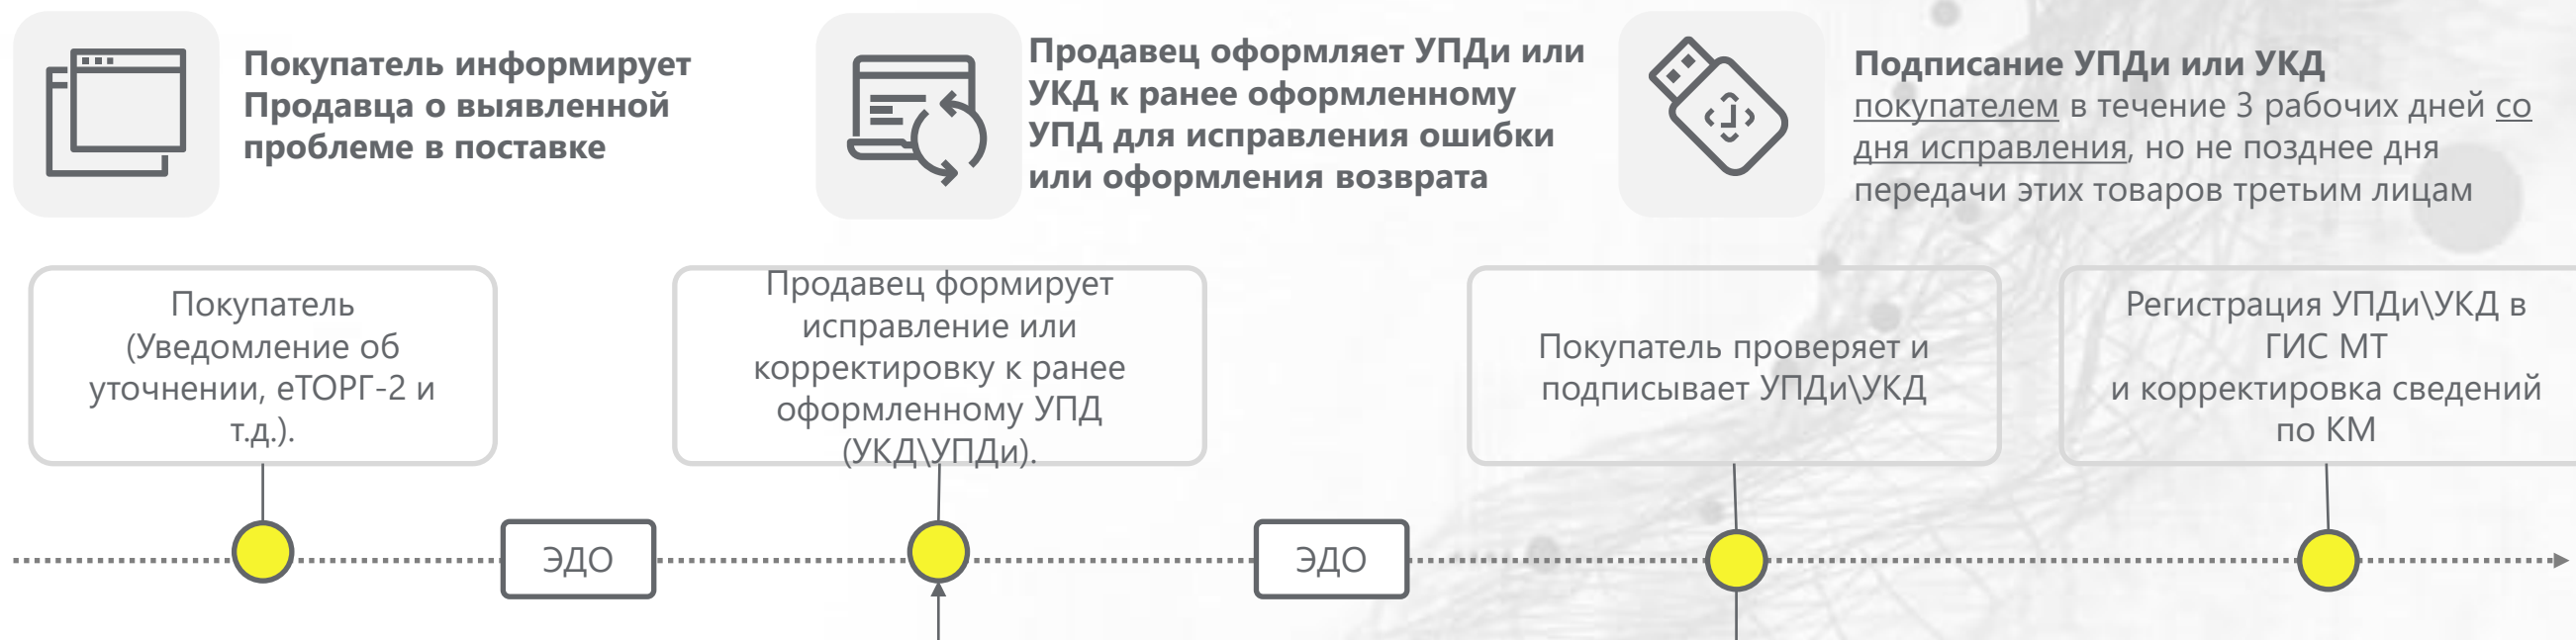 Покупатель информирует
Продавца о выявленной
проблеме в поставке
Продавец оформляет УПДи или
УКД к ранее оформленному
УПД для исправления ошибки
или оформления возврата
Подписание УПДи или УКД
покупателем в течение 3 рабочих дней со
дня исправления, но не позднее дня
передачи этих товаров третьим лицам
Покупатель
(Уведомление об
уточнении, еТОРГ-2 и
т.д.).
Продавец формирует
исправление или
корректировку к ранее
оформленному УПД
(УКД\УПДи).
Покупатель проверяет и
подписывает УПДи\УКД
Регистрация УПДи\УКД в
ГИС МТ
и корректировка сведений
по КМ
ЭДО
ЭДО